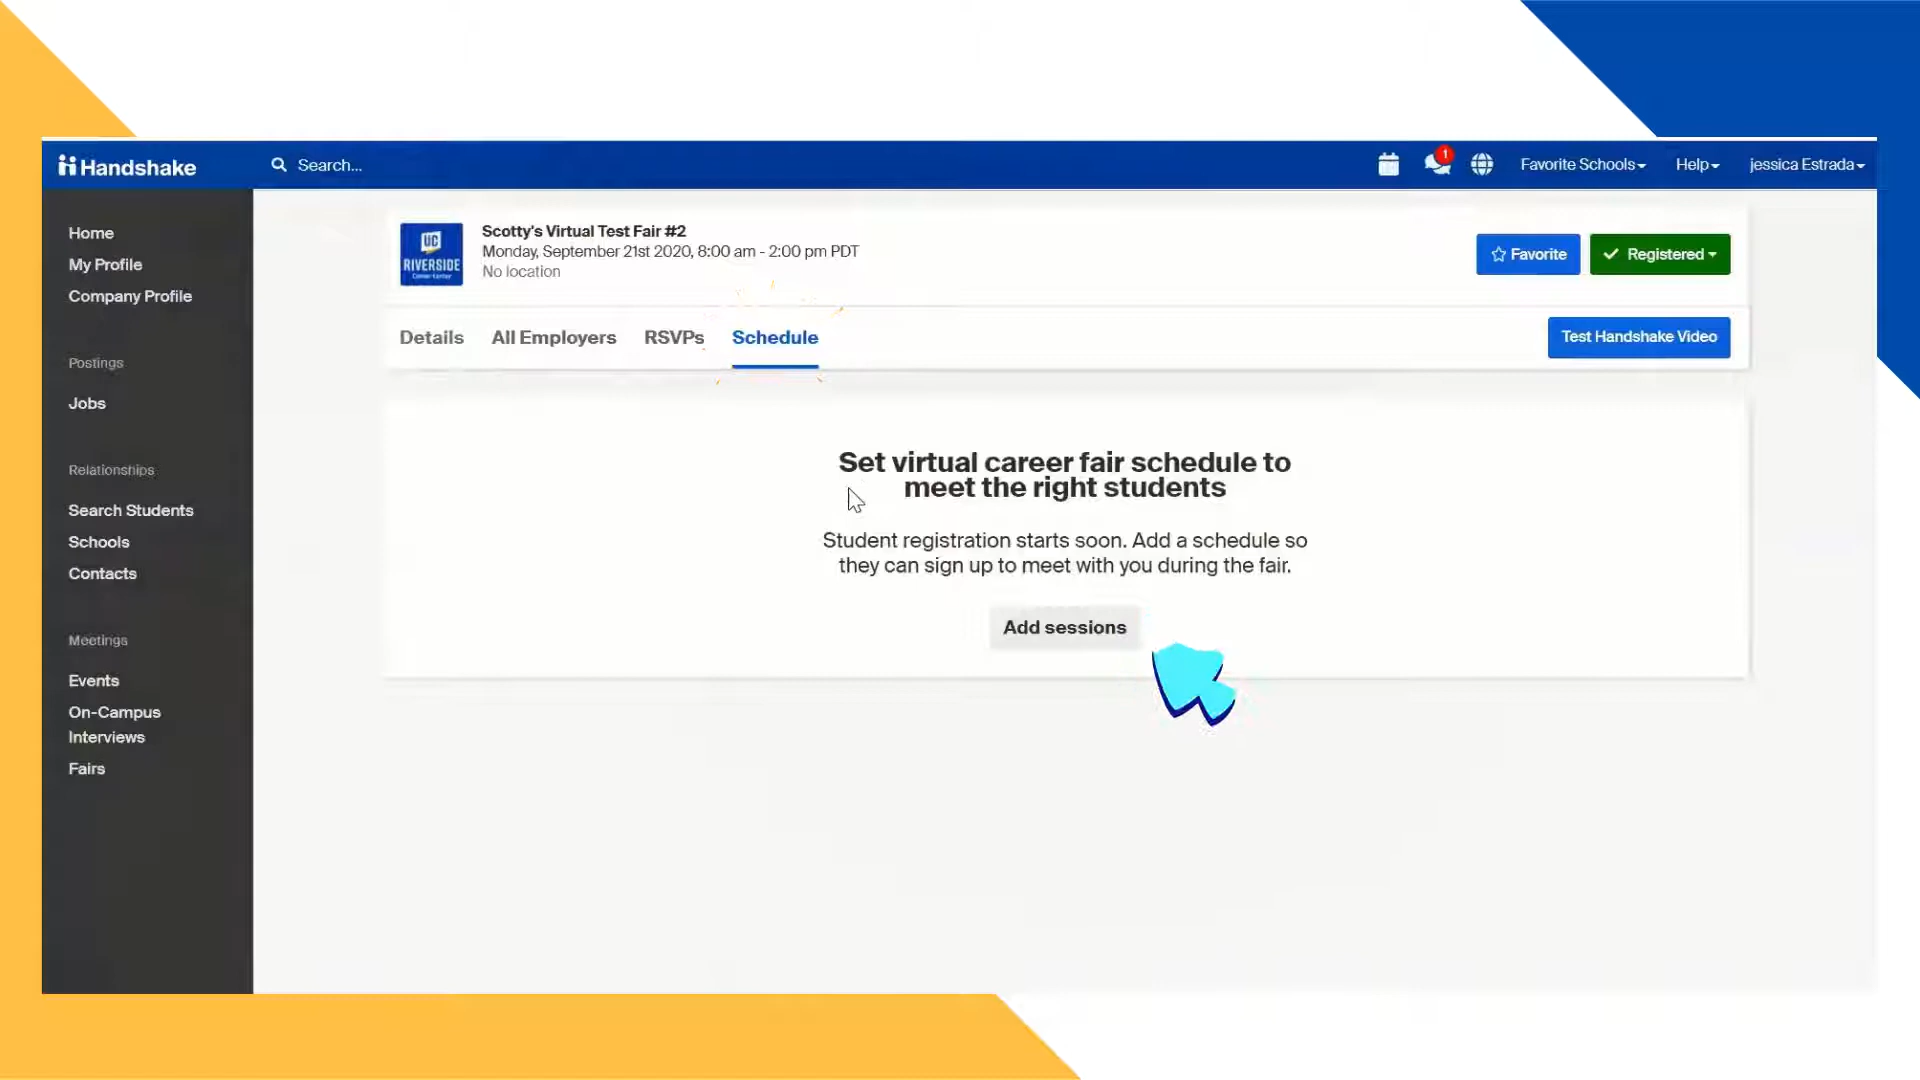 Handshake
Search...
1
Favorite Schools
Help
jessica Estrada
Home
My Profile
Company Profile
Postings
Jobs
Relationships
Search Students
Schools
Contacts
Meetings
Events
On-Campus
Interviews
Fairs
UC
RIVERSIDE
Career Center
Scotty's Virtual Test Fair #2
Monday, September 21st 2020, 8:00 am - 2:00 pm PDT
No location
Favorite
Registered
Details
All Employers
RSVPs
Schedule
Test Handshake Video
Set virtual career fair schedule to
meet the right students
Student registration starts soon. Add a schedule so
they can sign up to meet with you during the fair.
Add sessions